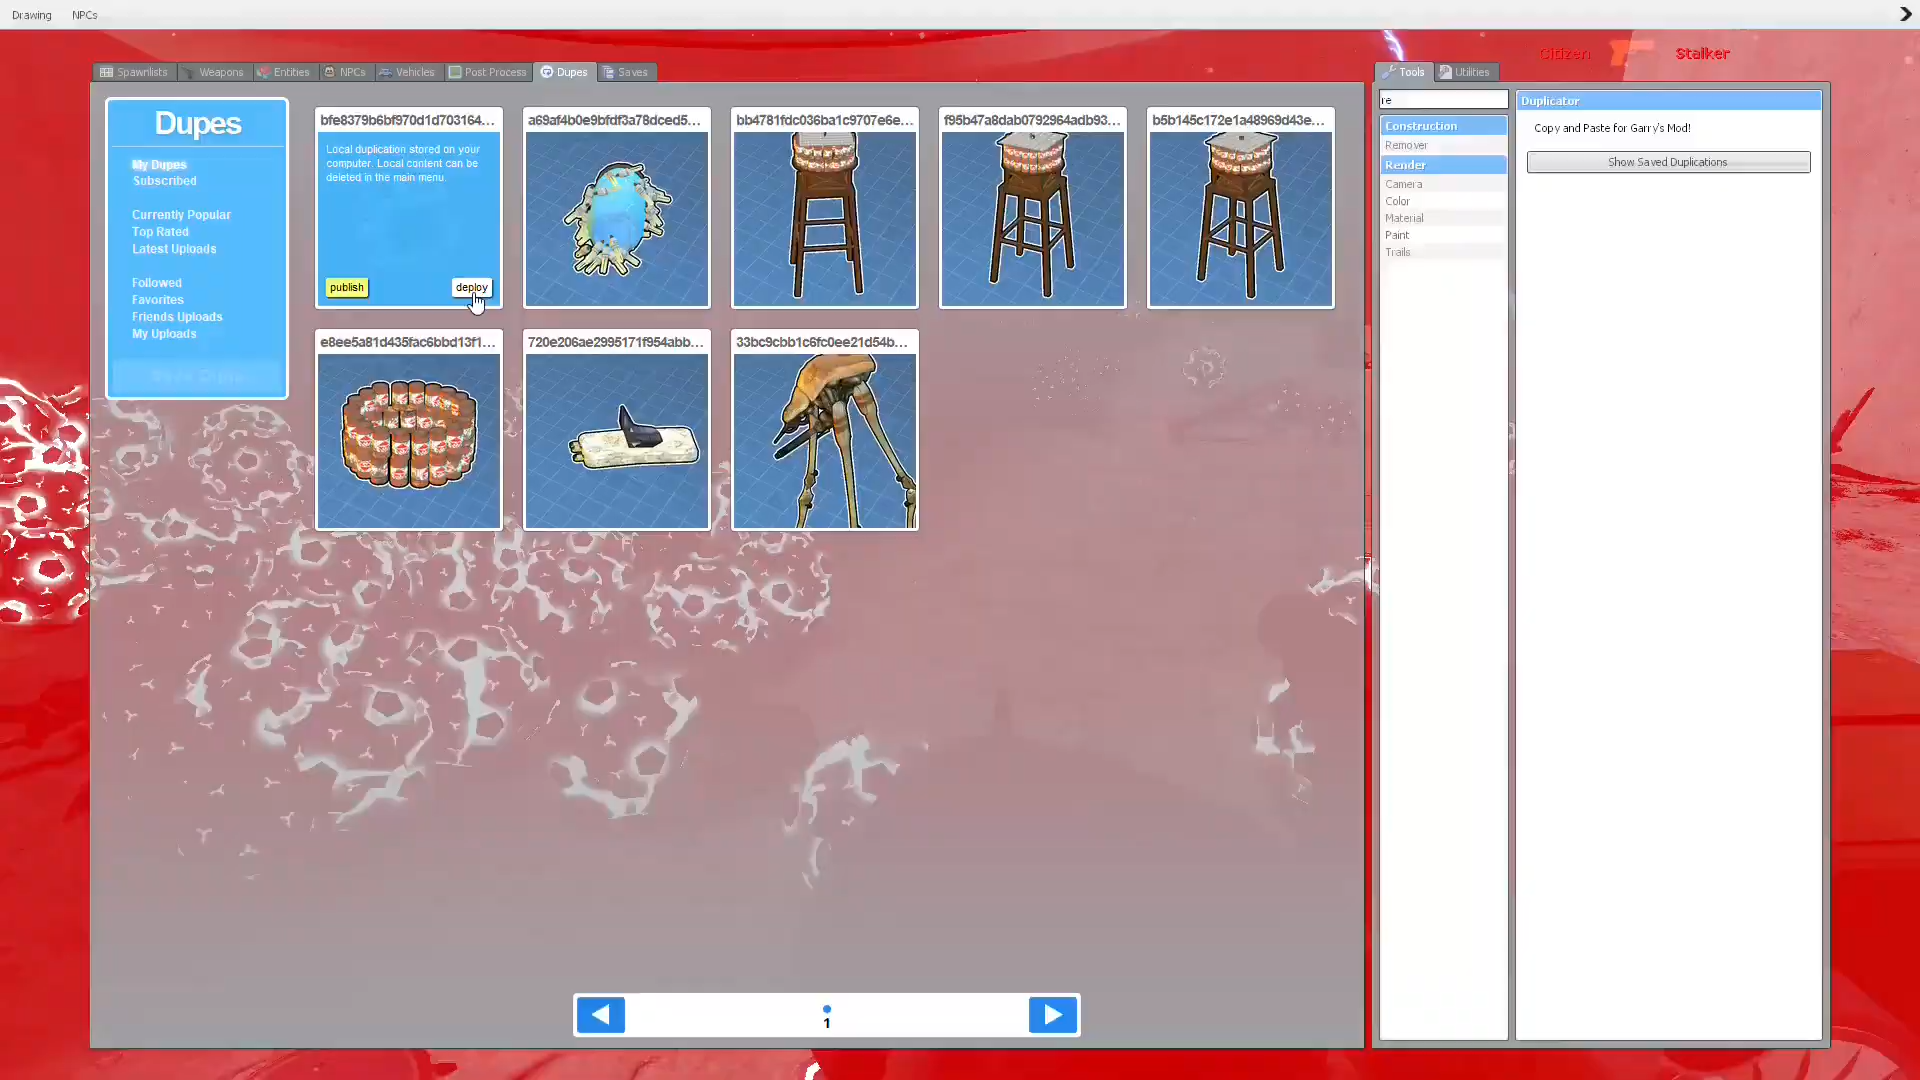 Drawing NPCs
Citizen Stalker
Spawnlists Weapons Entities NPCs Vehicles Post Process Dupes Saves
Tools Utilities
Dupes
My Dupes
Subscribed
Currently Popular
Top Rated
Latest Uploads
Followed
Favorites
Friends Uploads
My Uploads
bfe8379b6bf970d1d703164...
Local duplication stored on your
computer. Local content can be
deleted in the main menu.
publish deploy
a69af4b0e9bfdf3a78dced5...
bb4781fdc036ba1c9707e6e...
f95b47a8dab0792964adb93...
b5b145c172e1a48969d43e...
e8ee5a81d435fac6bbd13f1...
720e206ae2995171f954abb...
33bc9cbb1c6fc0ee21d54b...
1
re
Construction
Remover
Render
Camera
Color
Material
Paint
Trails
Duplicator
Copy and Paste for Garry's Mod!
Show Saved Duplications